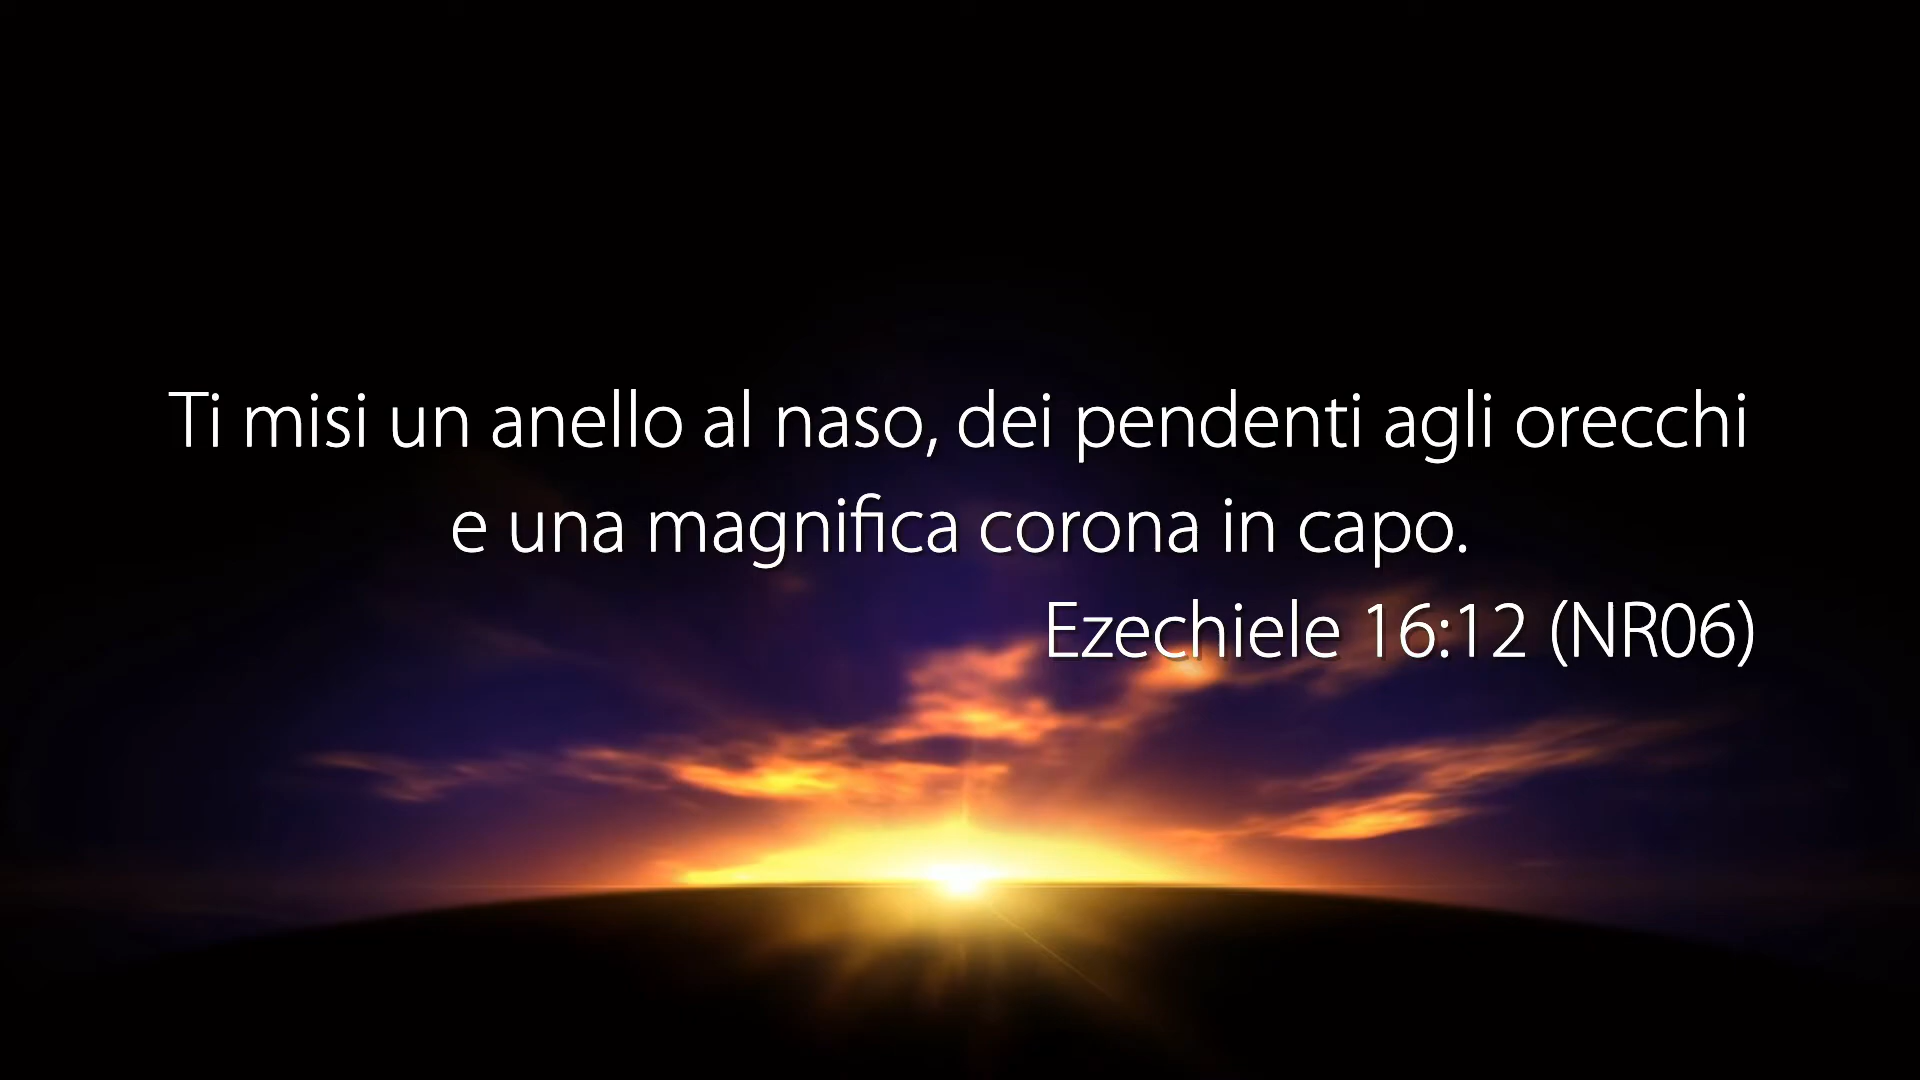 Ti misi un anello al naso, dei pendenti agli orecchi
e una magnifica corona in capo.
Ezechiele 16:12 (NR06)